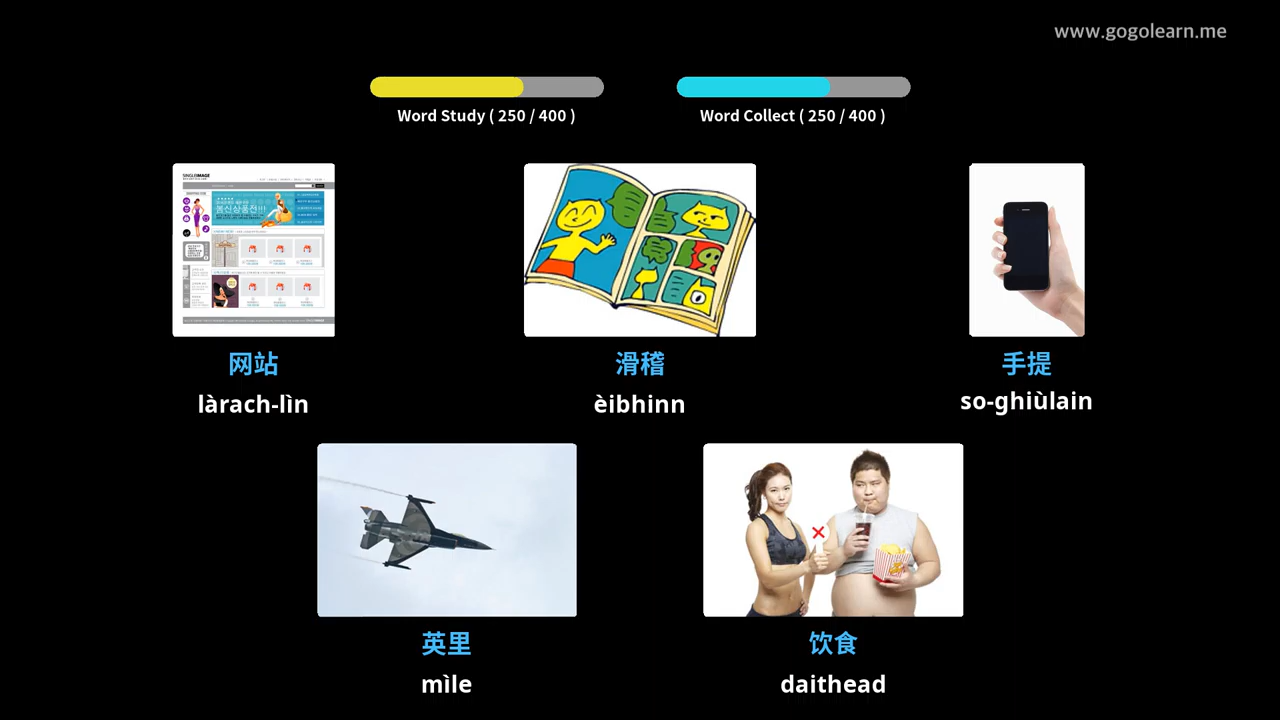 www.gogolearn.me
Word Study ( 250 / 400 )
Word Collect ( 250 / 400 )
网站
làrach-lìn
滑稽
èibhinn
手提
so-ghiùlain
英里
mìle
饮食
daithead